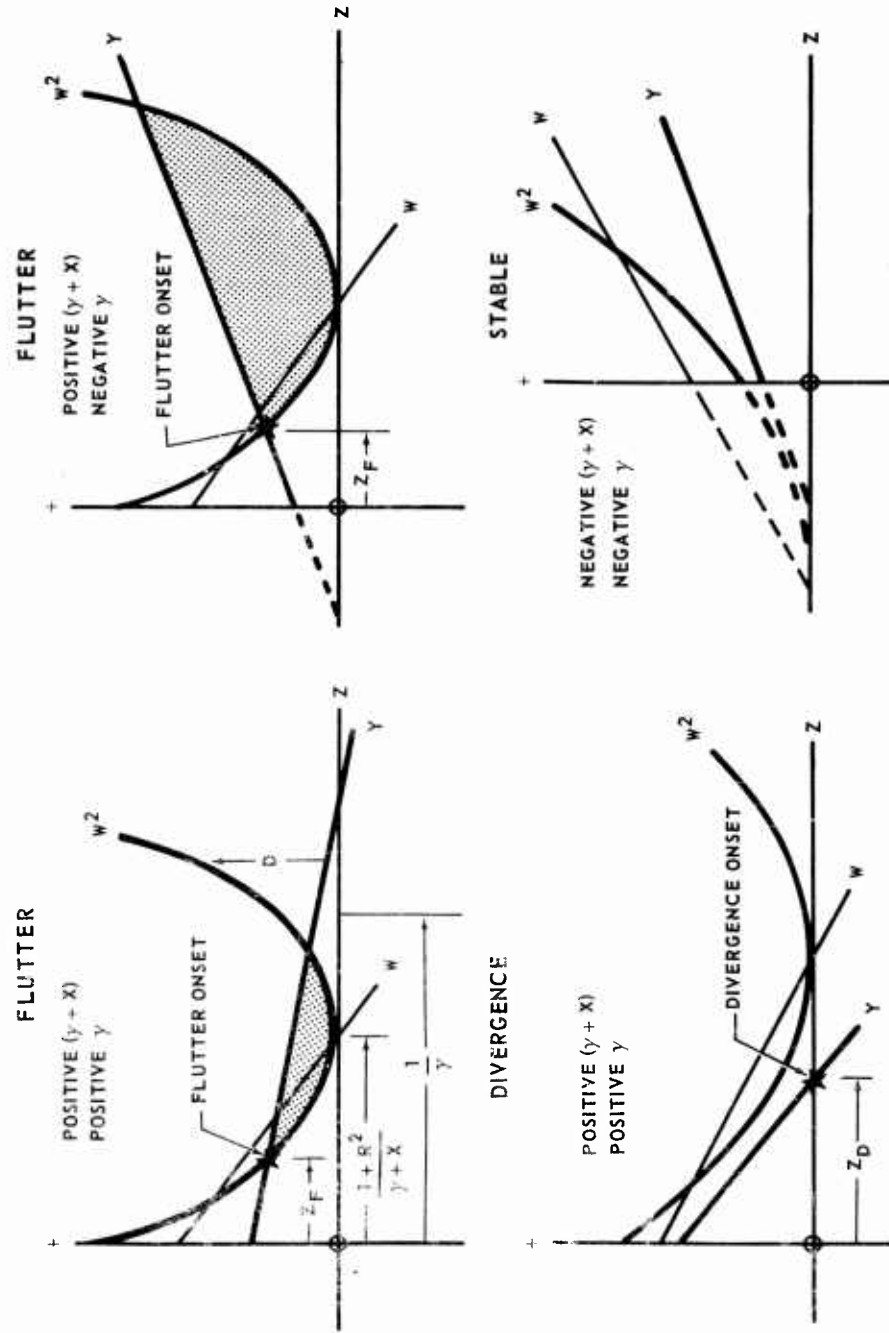 FLUTTER
POSITIVE (γ + X)
POSITIVE γ
FLUTTER ONSET
W²
D
Z
Y
W
Z_F
1 + R²
γ + X
1
γ
+
FLUTTER
POSITIVE (γ + X)
NEGATIVE γ
FLUTTER ONSET
W²
Y
Z
W
Z_F
+
DIVERGENCE
POSITIVE (γ + X)
POSITIVE γ
DIVERGENCE ONSET
W²
Z
W
Y
Z_D
+
STABLE
NEGATIVE (γ + X)
NEGATIVE γ
W
W²
Y
Z
+